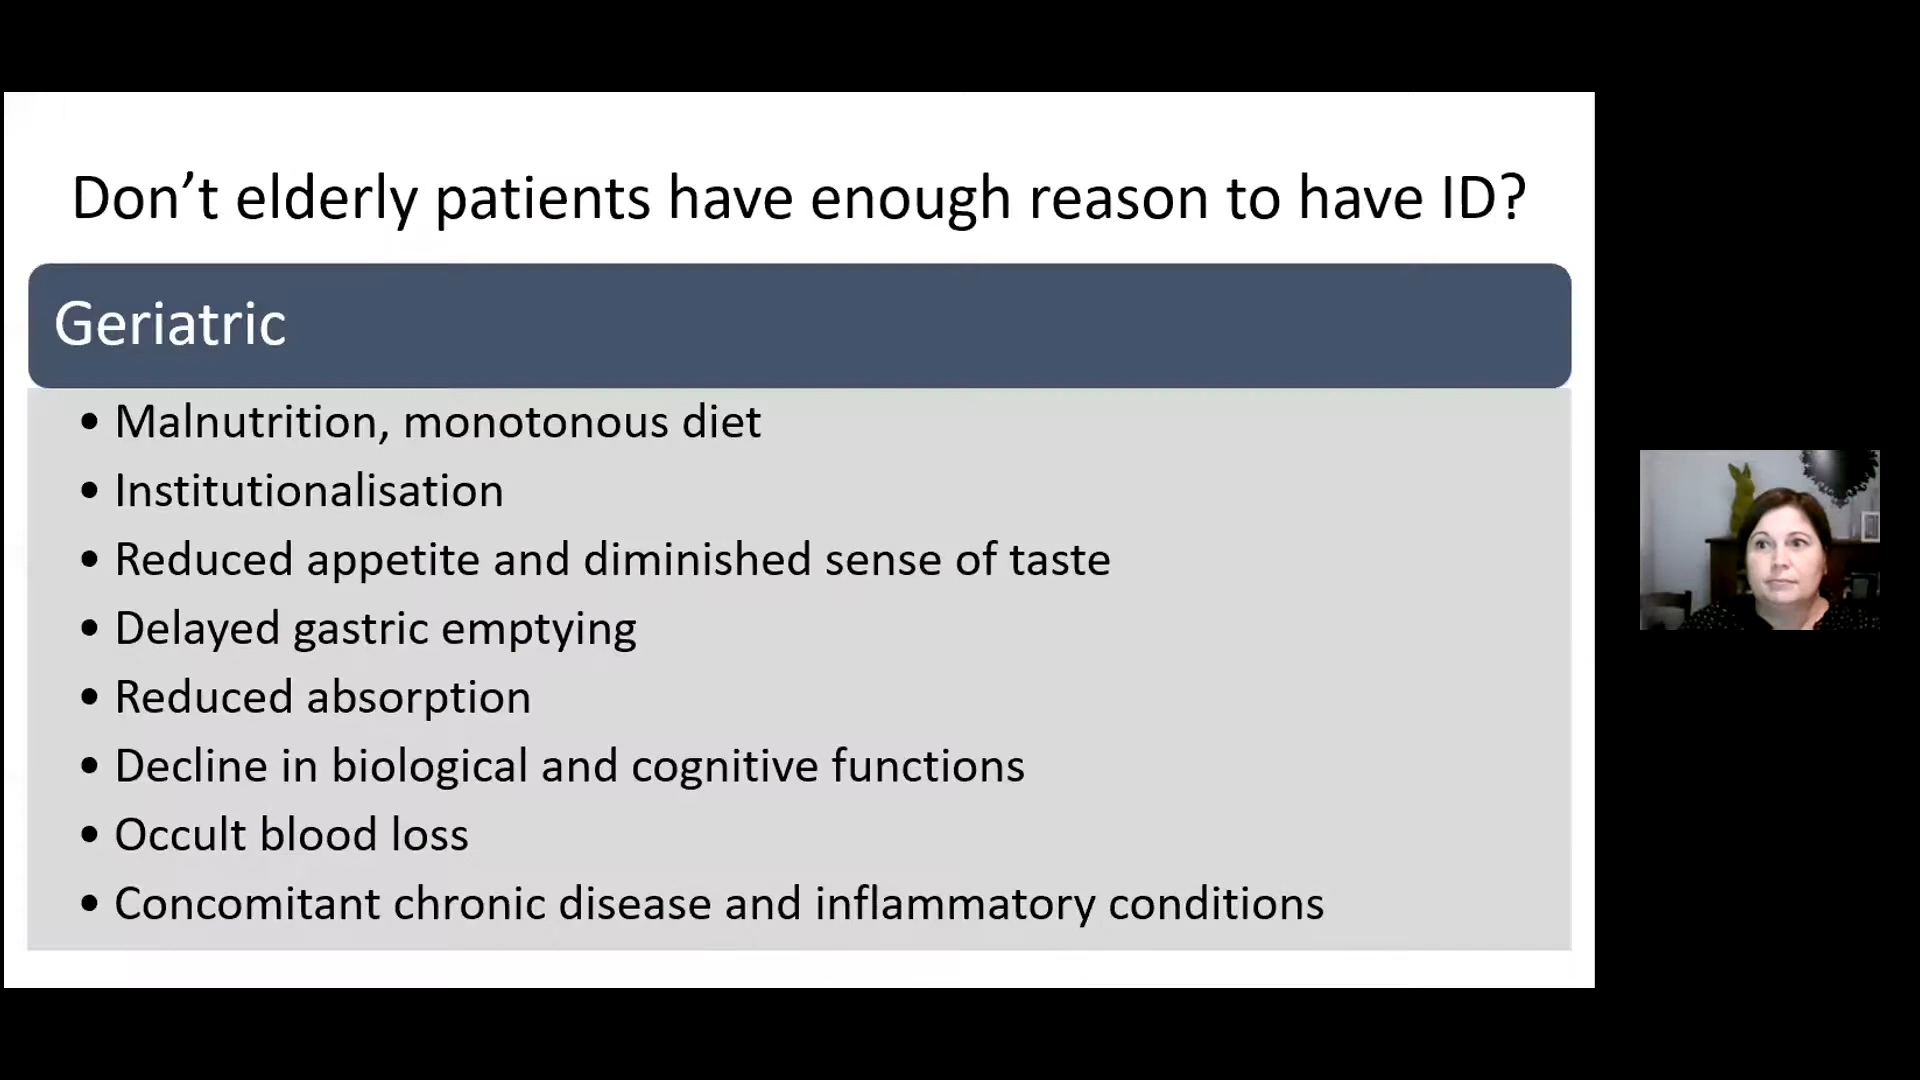 Don’t elderly patients have enough reason to have ID?
Geriatric
• Malnutrition, monotonous diet
• Institutionalisation
• Reduced appetite and diminished sense of taste
• Delayed gastric emptying
• Reduced absorption
• Decline in biological and cognitive functions
• Occult blood loss
• Concomitant chronic disease and inflammatory conditions